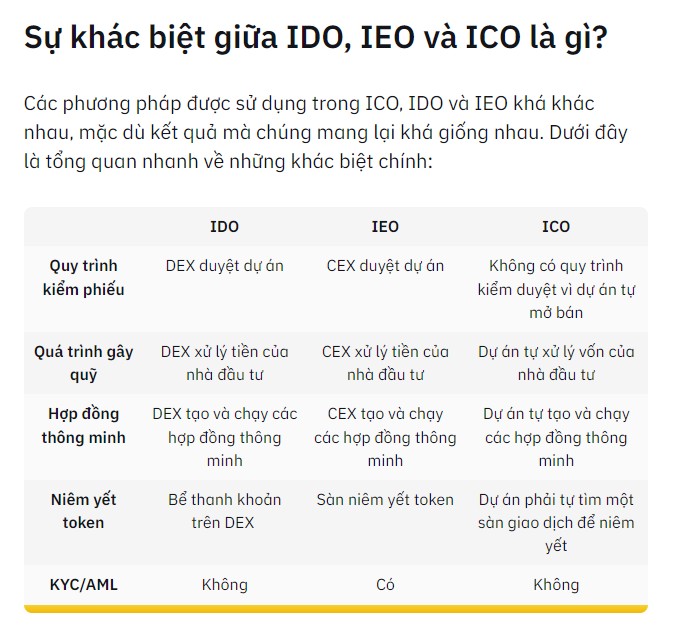 Sự khác biệt giữa IDO, IEO và ICO là gì?
Các phương pháp được sử dụng trong ICO, IDO và IEO khá khác
nhau, mặc dù kết quả mà chúng mang lại khá giống nhau. Dưới đây
là tổng quan nhanh về những khác biệt chính:
IDO IEO ICO
Quy trình kiểm phiếu DEX duyệt dự án CEX duyệt dự án Không có quy trình kiểm duyệt vì dự án tự mở bán
Quá trình gây quỹ DEX xử lý tiền của nhà đầu tư CEX xử lý tiền của nhà đầu tư Dự án tự xử lý vốn của nhà đầu tư
Hợp đồng thông minh DEX tạo và chạy các hợp đồng thông minh CEX tạo và chạy các hợp đồng thông minh Dự án tự tạo và chạy các hợp đồng thông minh
Niêm yết token Bể thanh khoản trên DEX Sàn niêm yết token Dự án phải tự tìm một sàn giao dịch để niêm yết
KYC/AML Không Có Không